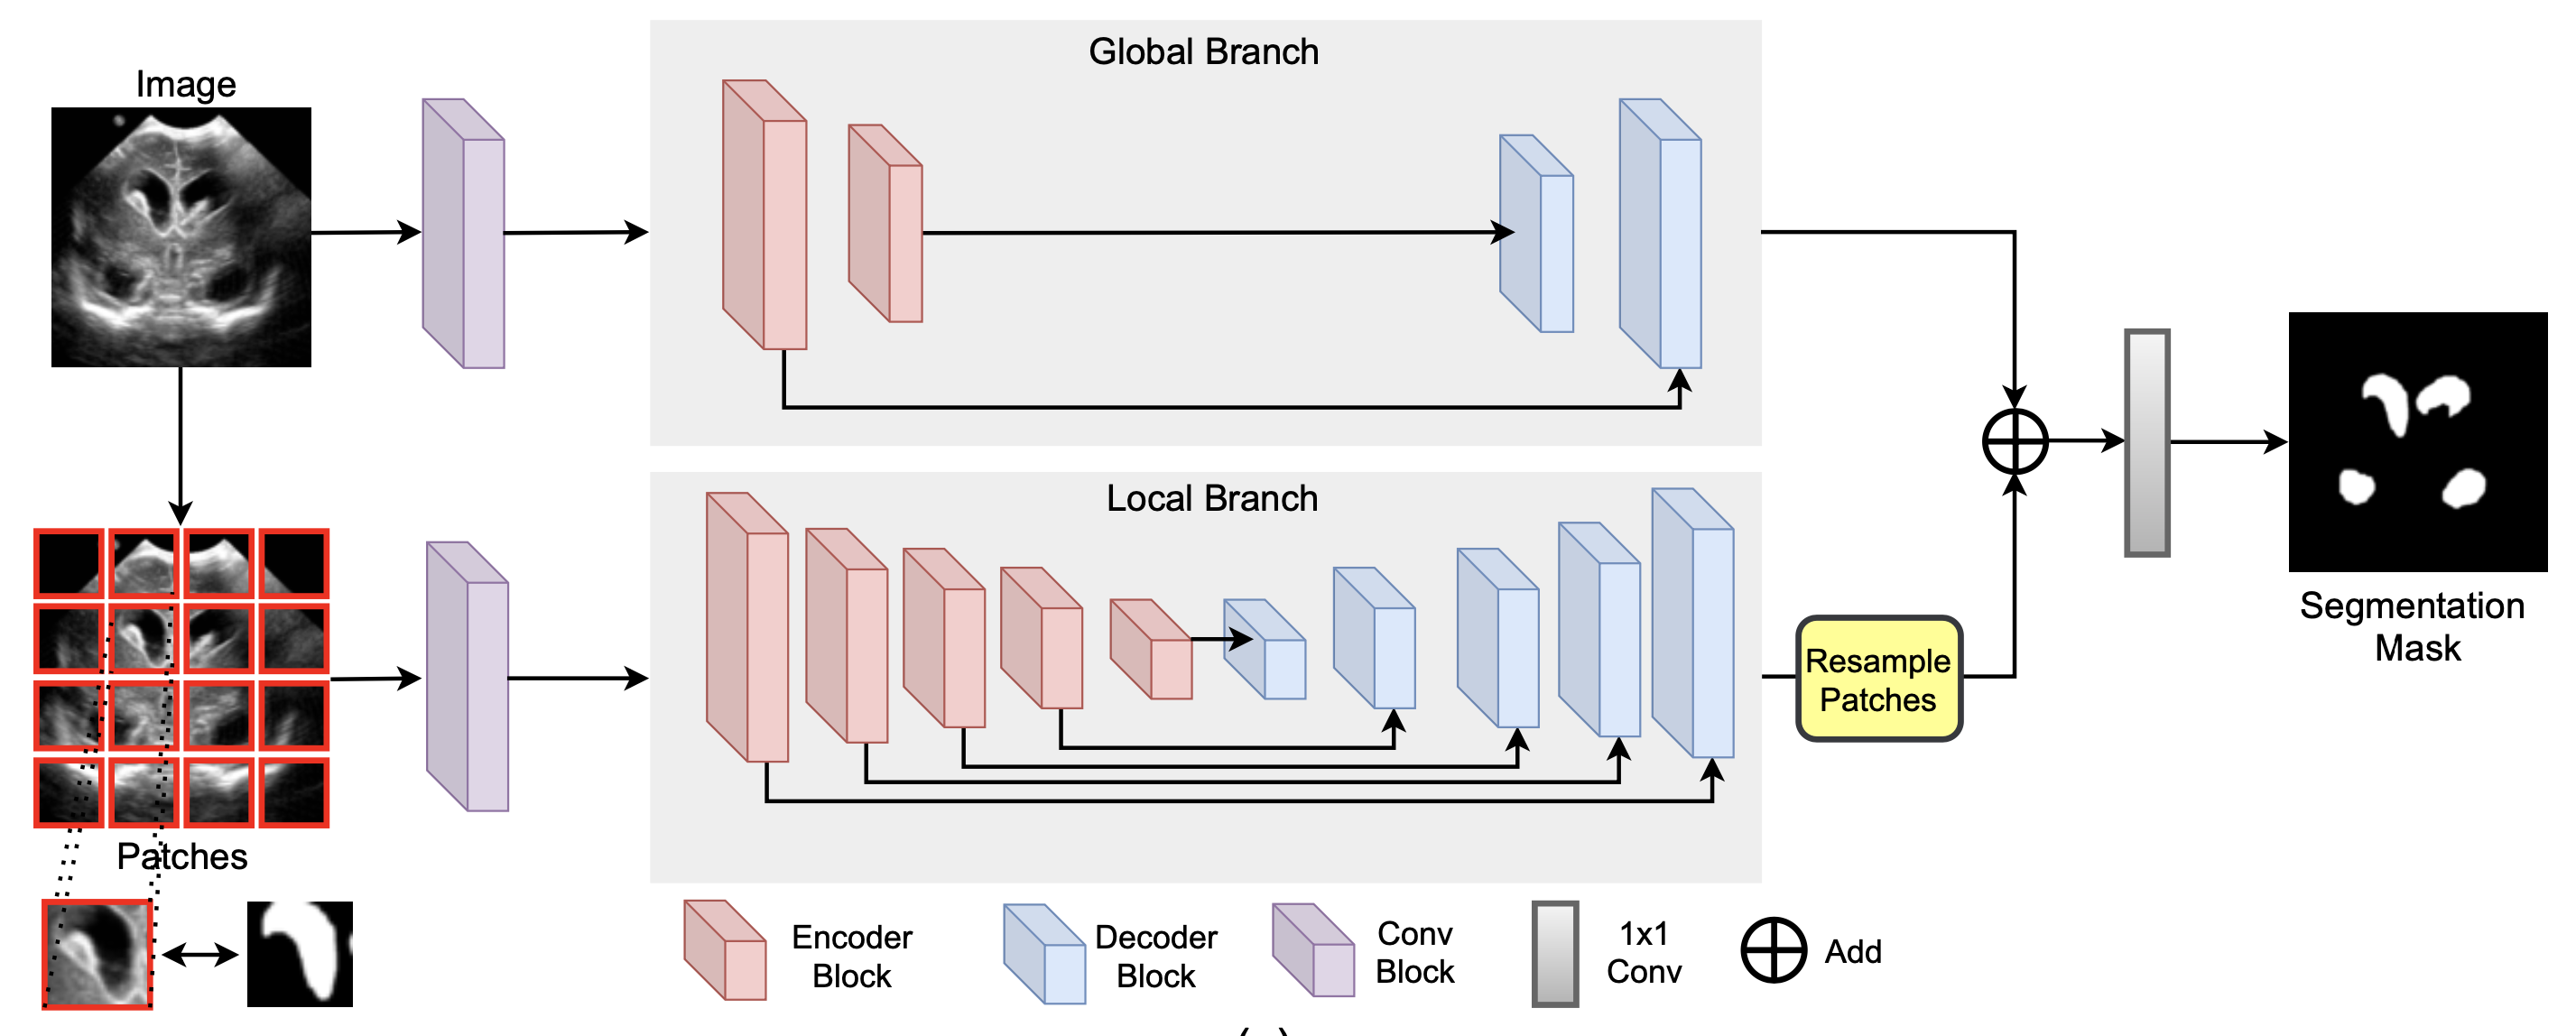 Global Branch
Image
Local Branch
Segmentation
Mask
Resample
Patches
Patches
Encoder
Block
Decoder
Block
Conv
Block
1x1
Conv
Add